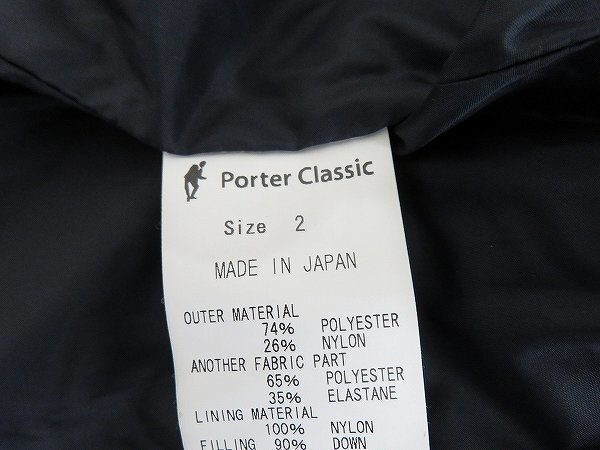 Porter Classic
Size 2
MADE IN JAPAN
OUTER MATERIAL
74% POLYESTER
26% NYLON
ANOTHER FABRIC PART
65% POLYESTER
35% ELASTANE
LINING MATERIAL
100% NYLON
FILLING 90% DOWN